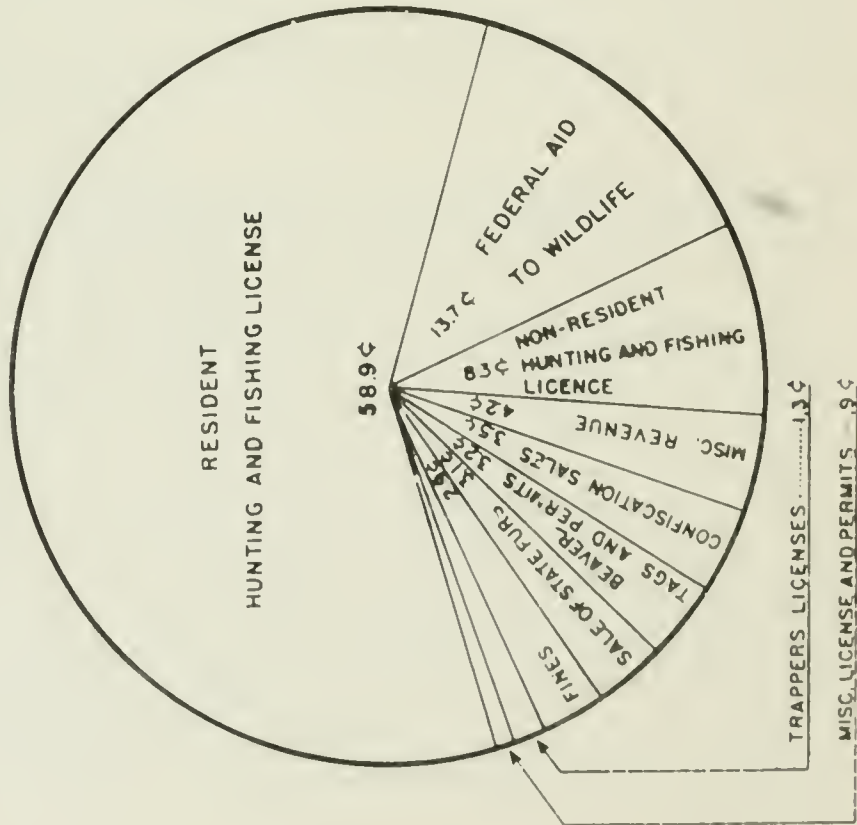 RESIDENT
HUNTING AND FISHING LICENSE
58.9¢
13.7¢ FEDERAL AID
TO WILDLIFE
NON-RESIDENT
8.3¢ HUNTING AND FISHING
LICENCE
4.2¢
MISC. REVENUE
3.5¢
CONFISCATION SALES
3.2¢
BEAVER
TAGS AND PERMITS
3.1¢
SALE OF STATE FURS
2.9¢
FINES
TRAPPERS LICENSES........1.3¢
MISC. LICENSE AND PERMITS .9¢